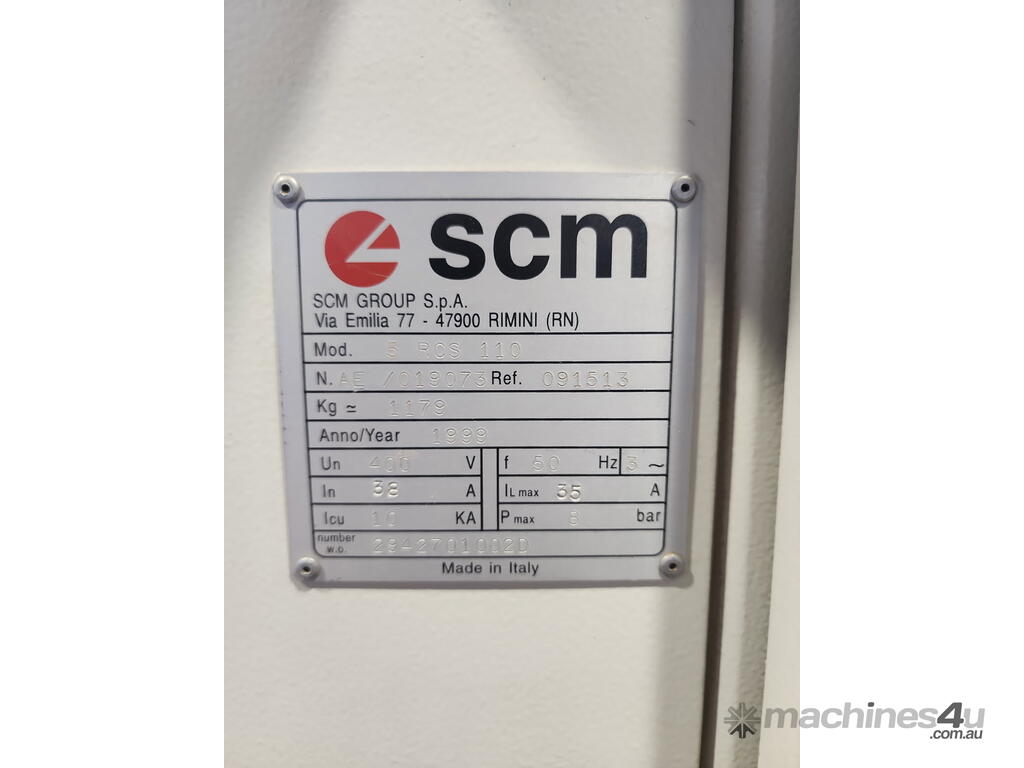 scm
SCM GROUP S.p.A.
Via Emilia 77 - 47900 RIMINI (RN)
Mod. RCS 110
N. AE /019073 Ref. 091513
Kg ≃ 1179
Anno/Year 1999
Un 400 V f 50 Hz 3 ~
In 38 A IL max 35 A
Icu 10 KA P max 8 bar
number w.o. 2942701002D
Made in Italy
machines4u
.com.au